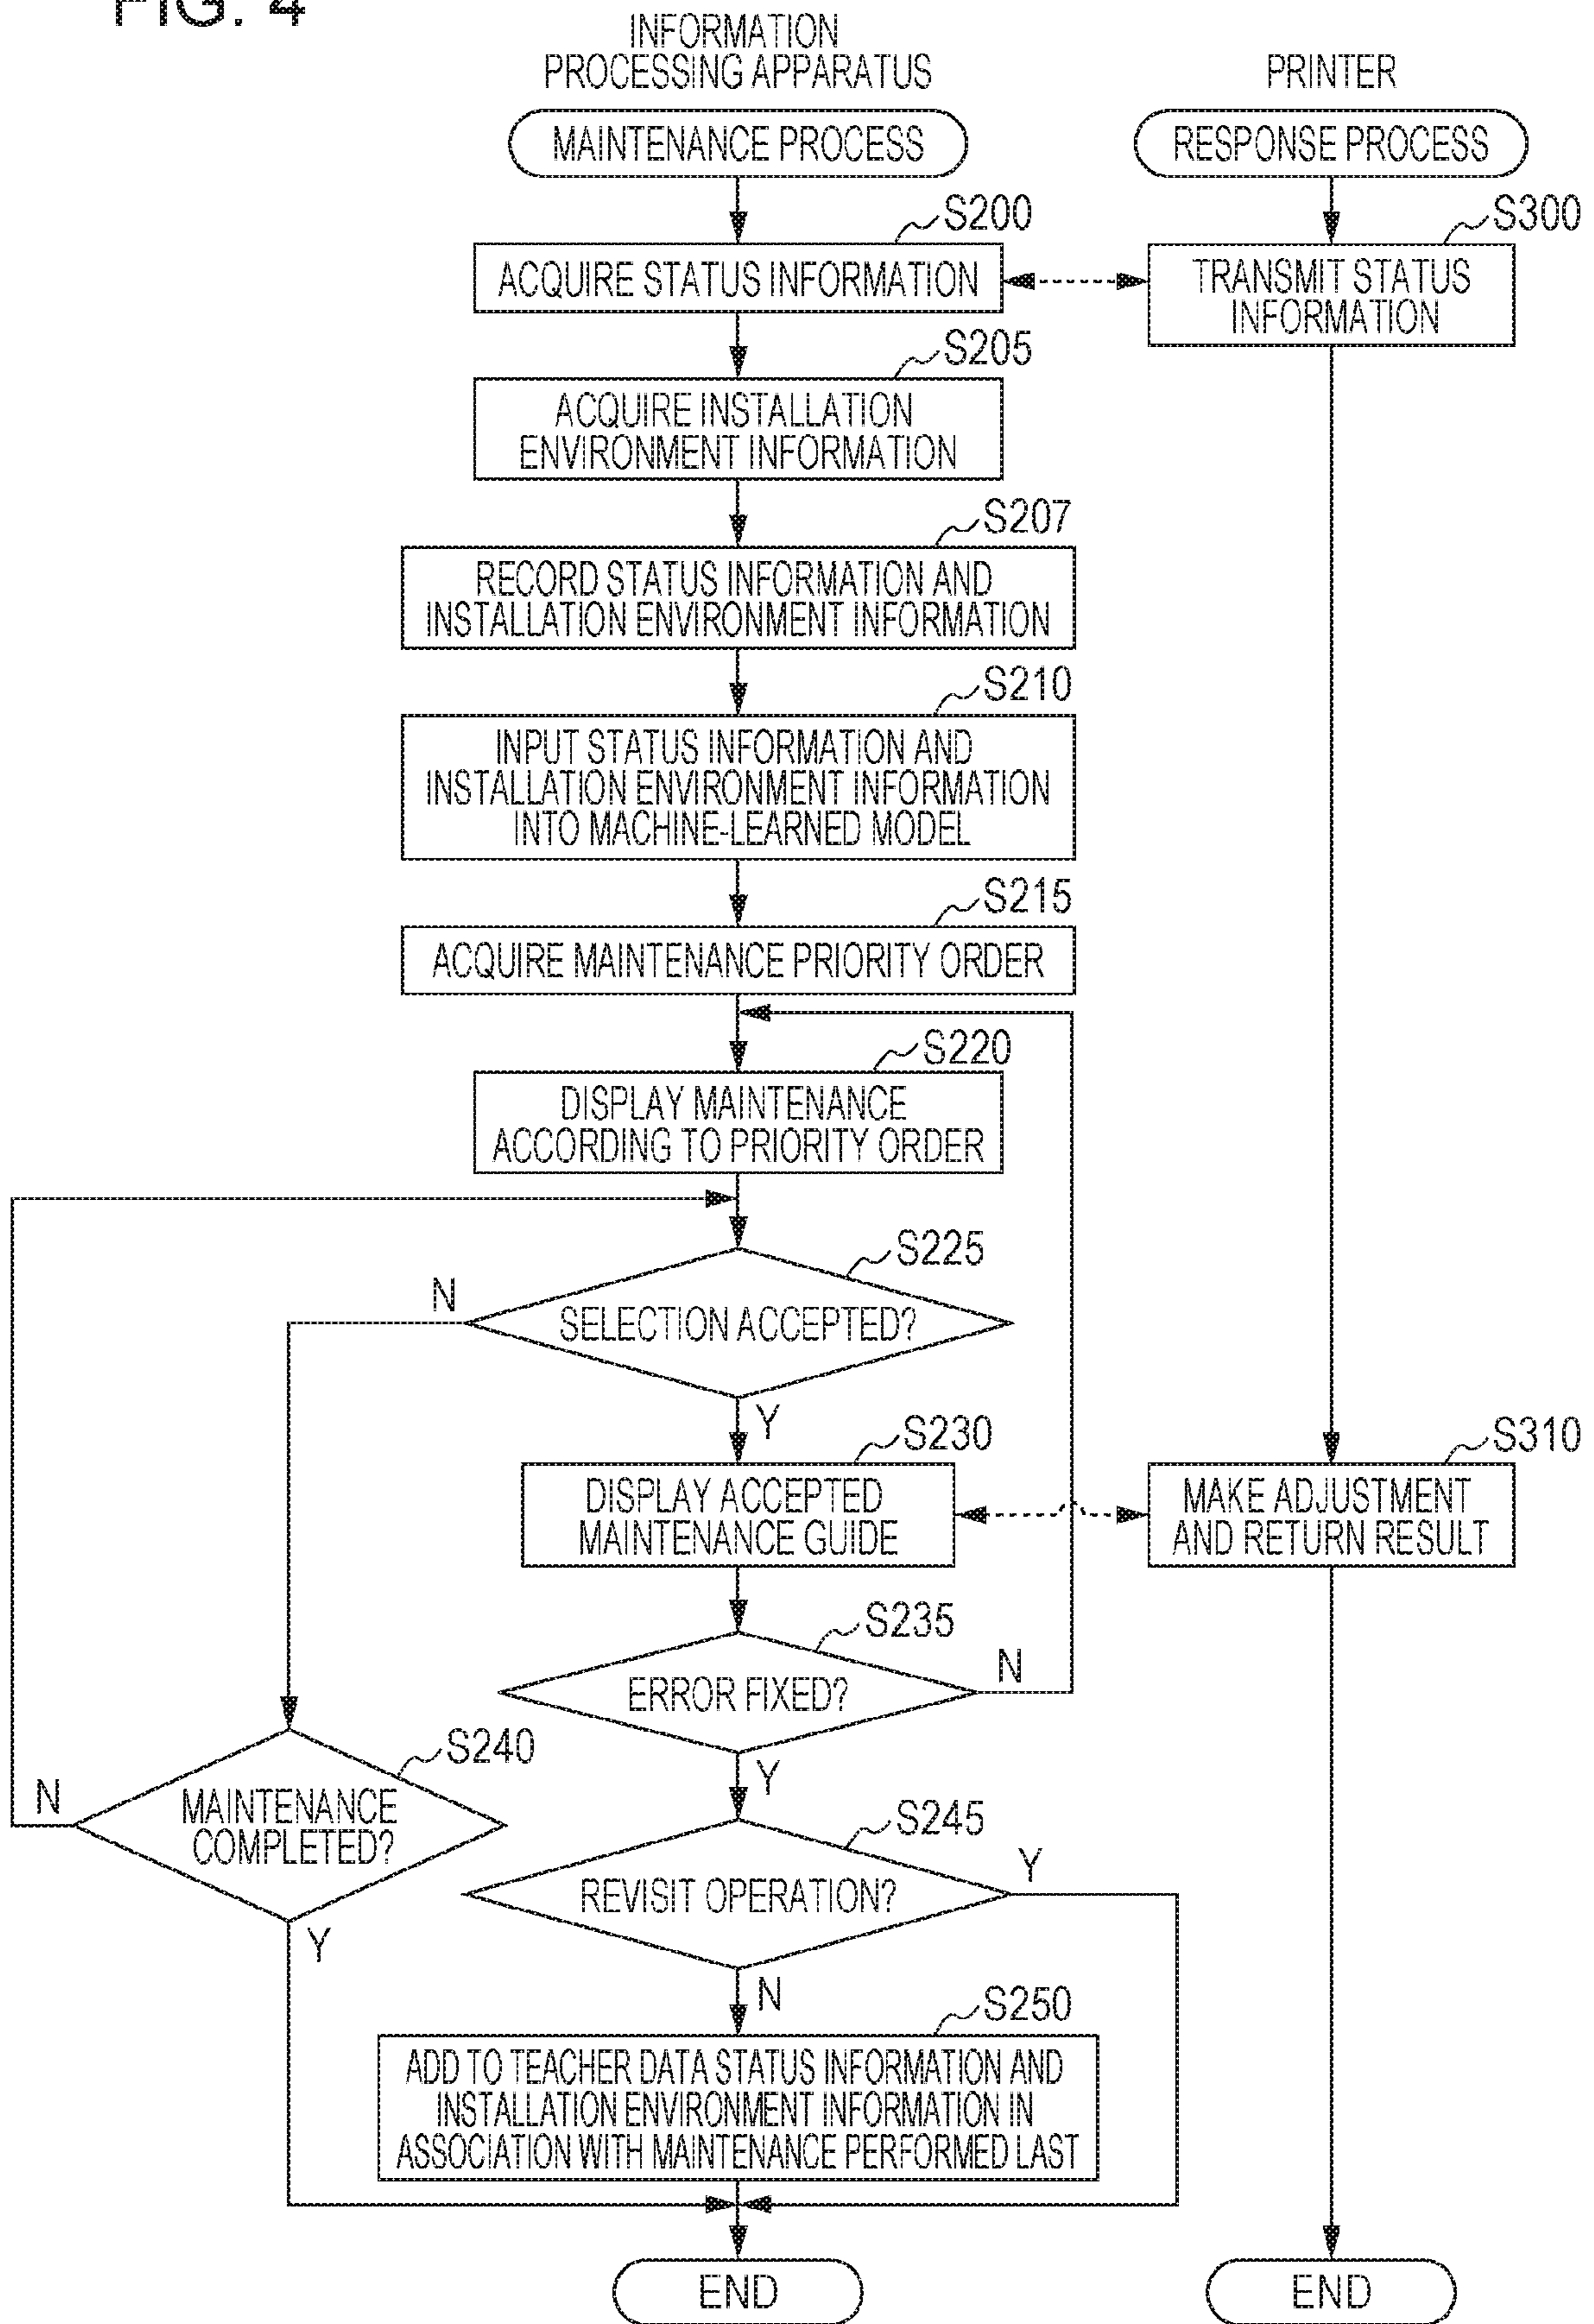 FIG. 4
INFORMATION
PROCESSING APPARATUS
PRINTER
MAINTENANCE PROCESS
RESPONSE PROCESS
S200
S300
ACQUIRE STATUS INFORMATION
TRANSMIT STATUS
INFORMATION
S205
ACQUIRE INSTALLATION
ENVIRONMENT INFORMATION
S207
RECORD STATUS INFORMATION AND
INSTALLATION ENVIRONMENT INFORMATION
S210
INPUT STATUS INFORMATION AND
INSTALLATION ENVIRONMENT INFORMATION
INTO MACHINE-LEARNED MODEL
S215
ACQUIRE MAINTENANCE PRIORITY ORDER
S220
DISPLAY MAINTENANCE
ACCORDING TO PRIORITY ORDER
S225
N
SELECTION ACCEPTED?
Y
S230
S310
DISPLAY ACCEPTED
MAINTENANCE GUIDE
MAKE ADJUSTMENT
AND RETURN RESULT
S235
ERROR FIXED?
N
Y
S240
N
MAINTENANCE
COMPLETED?
Y
S245
REVISIT OPERATION?
Y
N
S250
ADD TO TEACHER DATA STATUS INFORMATION AND
INSTALLATION ENVIRONMENT INFORMATION IN
ASSOCIATION WITH MAINTENANCE PERFORMED LAST
END
END